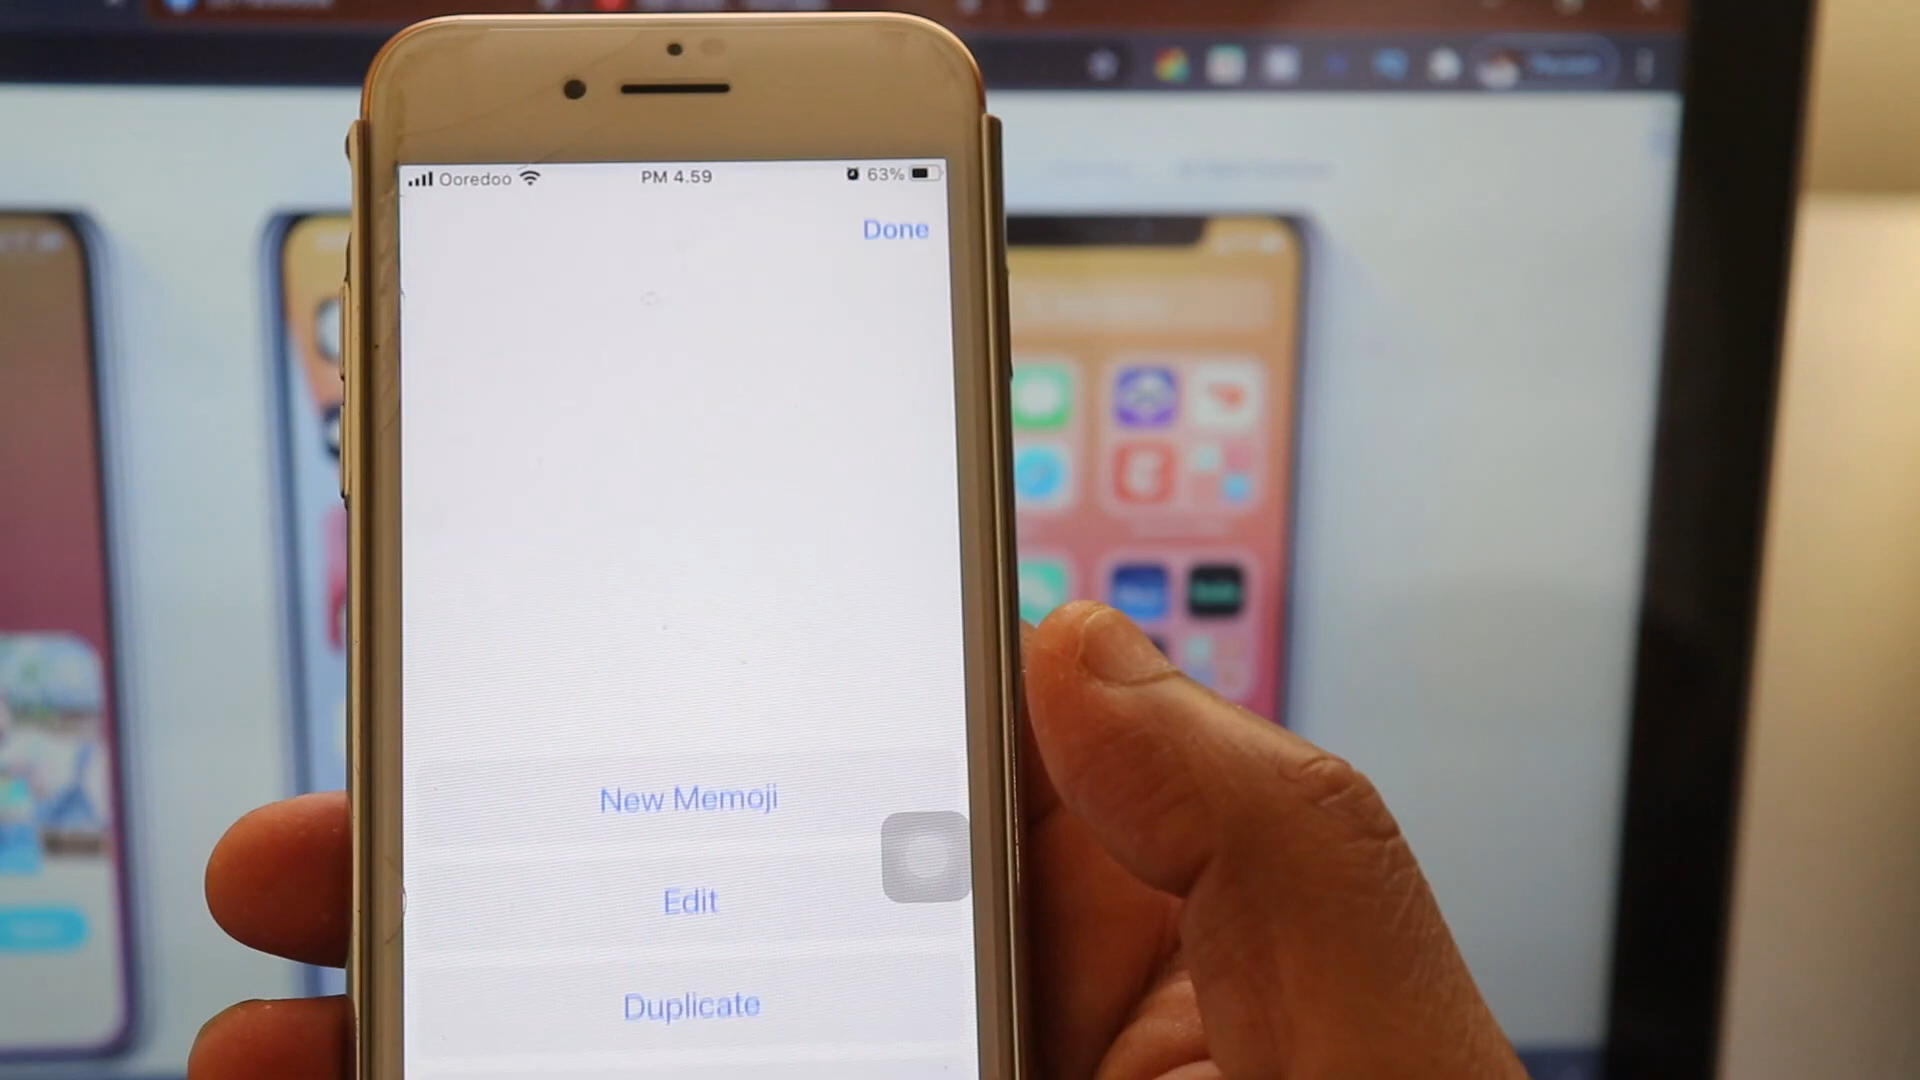 Ooredoo PM 4.59 63%
Done
New Memoji
Edit
Duplicate